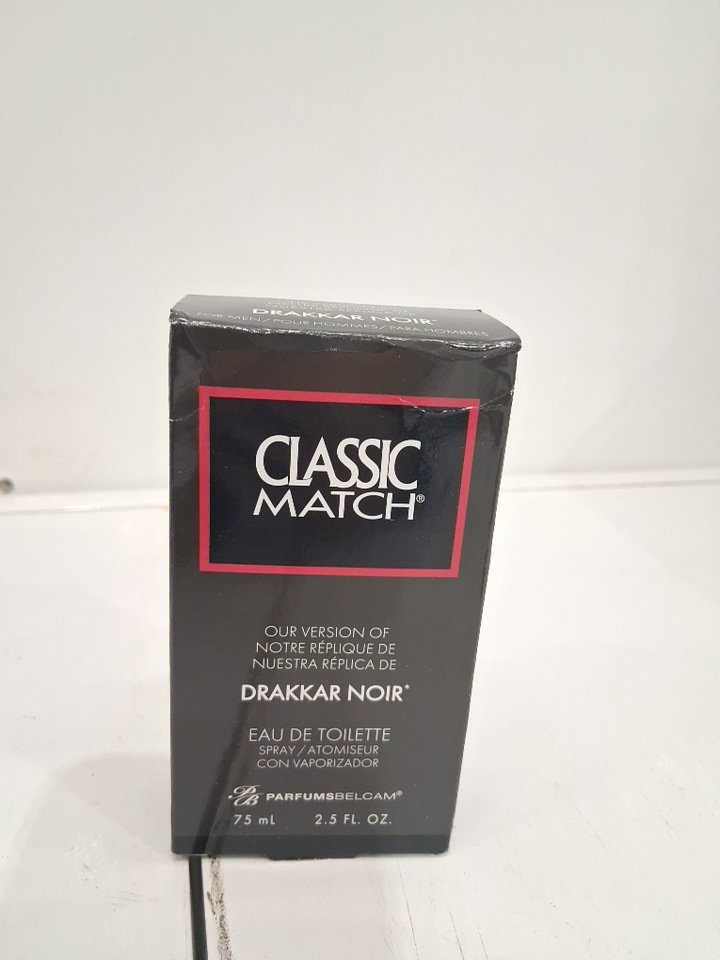 DRAKKAR NOIR*
FOR MEN/POUR HOMMES/PARA HOMBRES
CLASSIC
MATCH®
OUR VERSION OF
NOTRE RÉPLIQUE DE
NUESTRA RÉPLICA DE
DRAKKAR NOIR*
EAU DE TOILETTE
SPRAY/ATOMISEUR
CON VAPORIZADOR
PB PARFUMSBELCAM®
75 mL 2.5 FL. OZ.